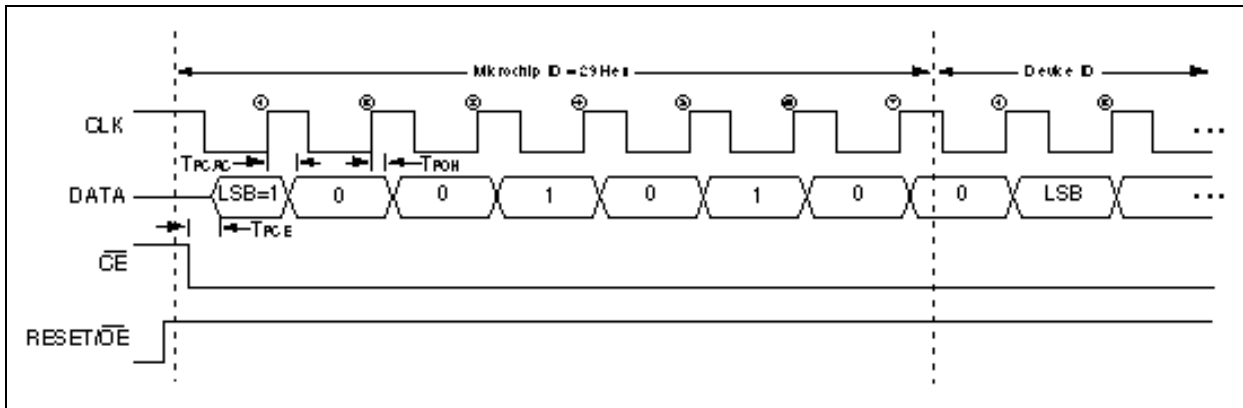 Microchip ID = 29 Hex
Device ID
CLK
TPCRC
TPOH
DATA
LSB=1
0
0
1
0
1
0
0
LSB
...
TPCE
CE
RESET/OE